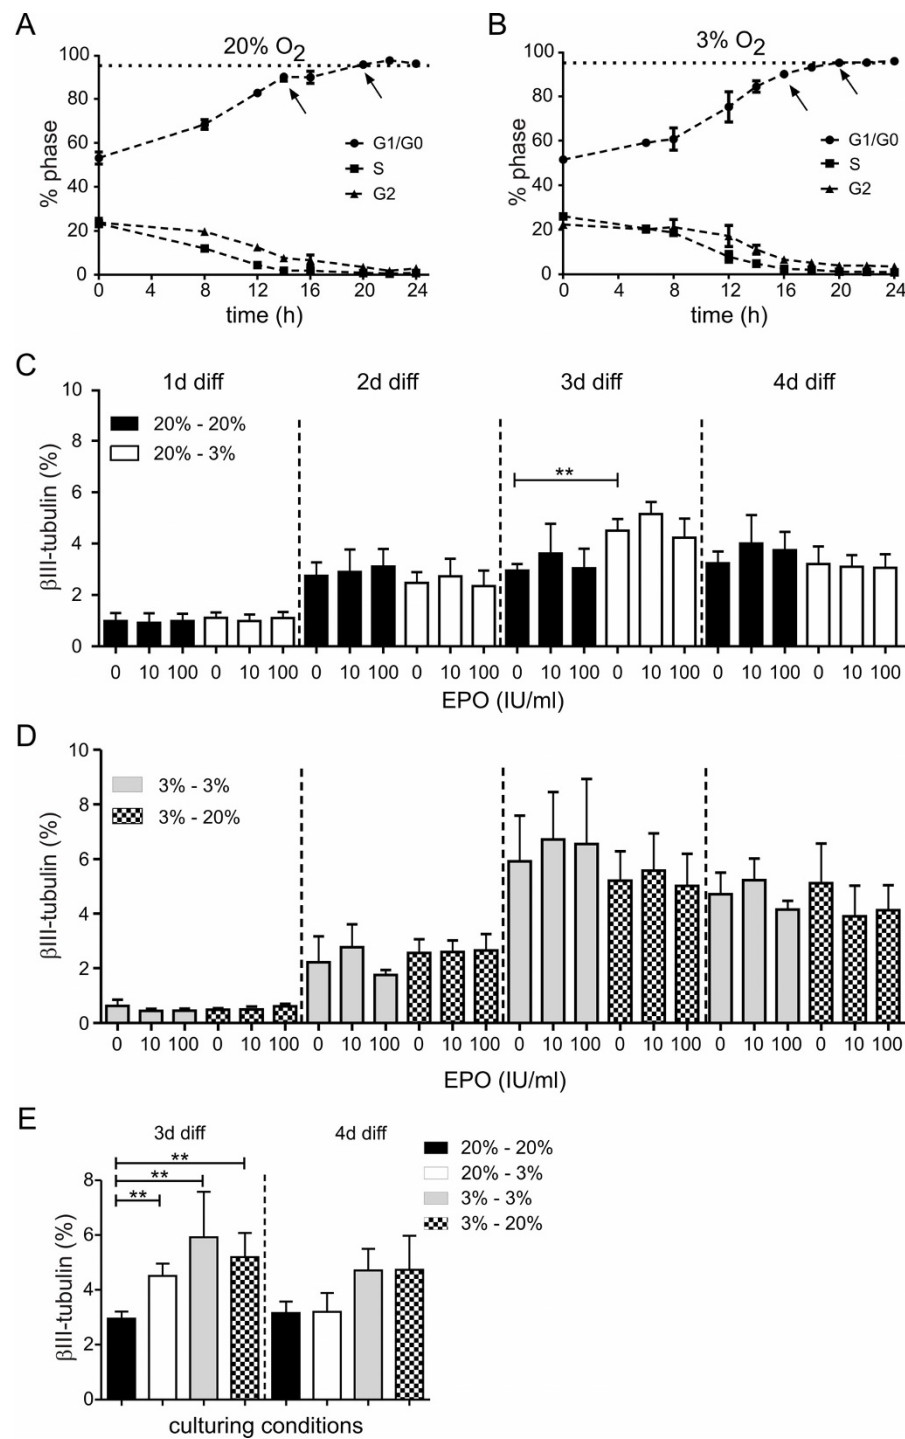 A
20% O2
100
80
60
40
20
0
% phase
G1/G0
S
G2
0 4 8 12 16 20 24
time (h)
B
3% O2
100
80
60
40
20
0
% phase
G1/G0
S
G2
0 4 8 12 16 20 24
time (h)
C
1d diff 2d diff 3d diff 4d diff
10
8
6
4
2
0
βIII-tubulin (%)
20% - 20%
20% - 3%
**
0 10 100 0 10 100 0 10 100 0 10 100 0 10 100 0 10 100 0 10 100 0 10 100
EPO (IU/ml)
D
10
8
6
4
2
0
βIII-tubulin (%)
3% - 3%
3% - 20%
0 10 100 0 10 100 0 10 100 0 10 100 0 10 100 0 10 100 0 10 100 0 10 100
EPO (IU/ml)
E
3d diff 4d diff
8
6
4
2
0
βIII-tubulin (%)
**
**
**
20% - 20%
20% - 3%
3% - 3%
3% - 20%
culturing conditions